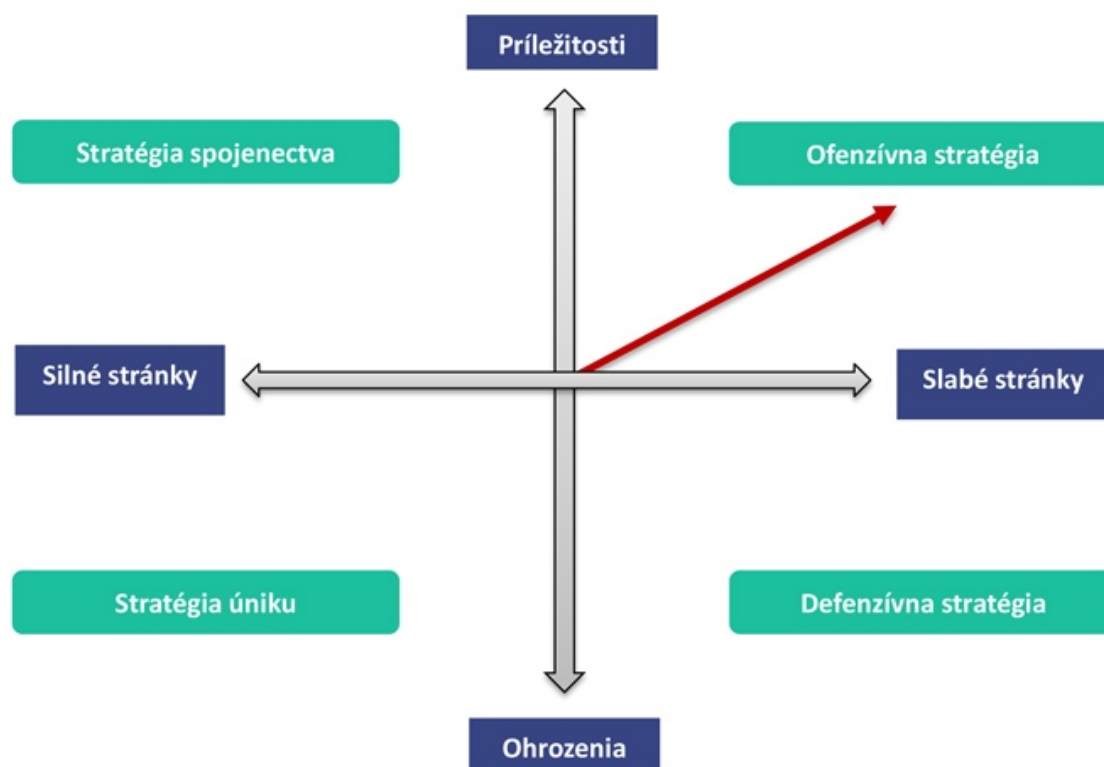 Príležitosti
Stratégia spojenectva
Ofenzívna stratégia
Silné stránky
Slabé stránky
Stratégia úniku
Defenzívna stratégia
Ohrozenia